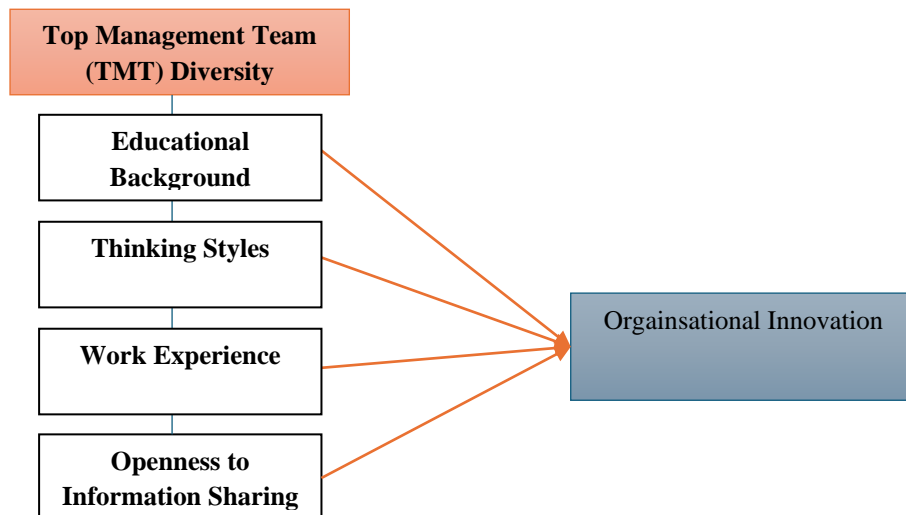 Top Management Team
(TMT) Diversity
Educational
Background
Thinking Styles
Work Experience
Openness to
Information Sharing
Orgainsational Innovation